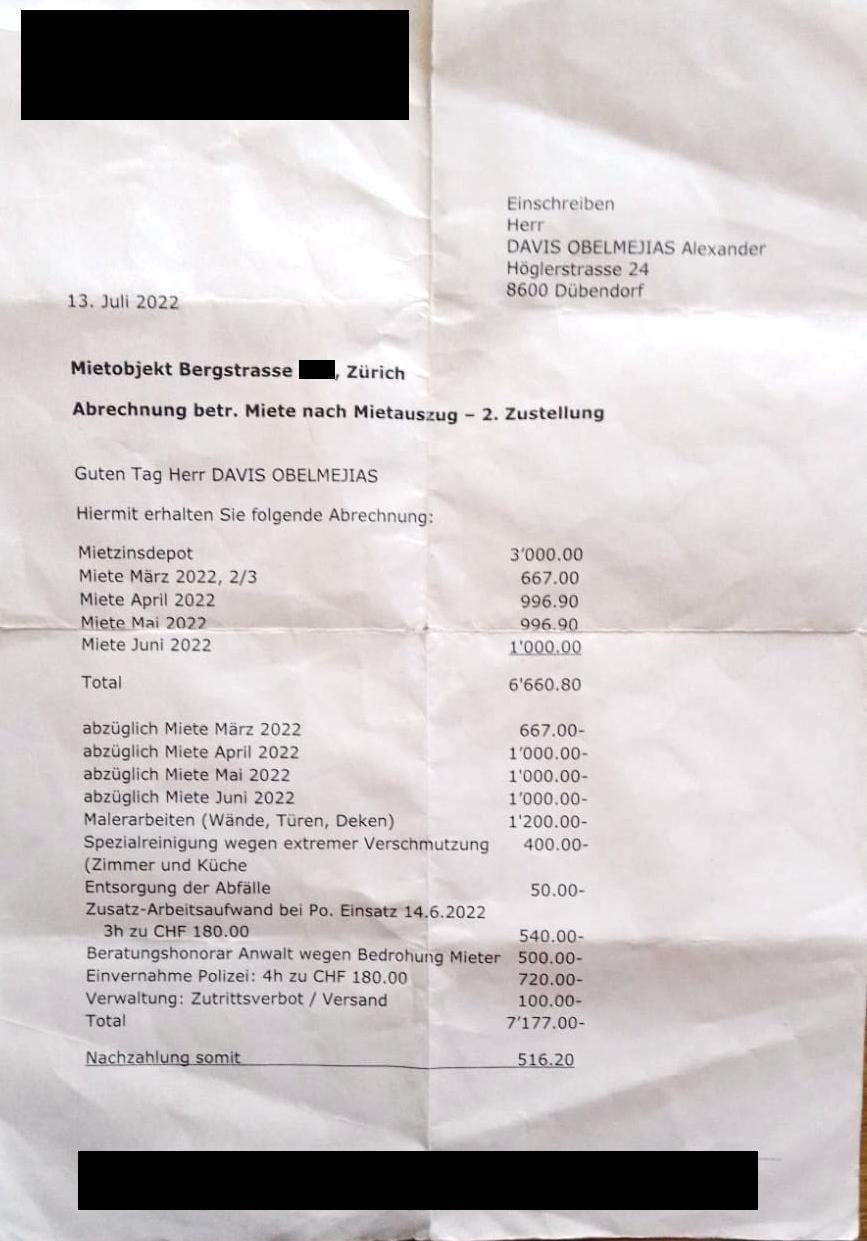 Einschreiben
Herr
DAVIS OBELMEJIAS Alexander
Höglerstrasse 24
8600 Dübendorf
13. Juli 2022
Mietobjekt Bergstrasse , Zürich
Abrechnung betr. Miete nach Mietauszug – 2. Zustellung
Guten Tag Herr DAVIS OBELMEJIAS
Hiermit erhalten Sie folgende Abrechnung:
Mietzinsdepot 3'000.00
Miete März 2022, 2/3 667.00
Miete April 2022 996.90
Miete Mai 2022 996.90
Miete Juni 2022 1'000.00
Total 6'660.80
abzüglich Miete März 2022 667.00-
abzüglich Miete April 2022 1'000.00-
abzüglich Miete Mai 2022 1'000.00-
abzüglich Miete Juni 2022 1'000.00-
Malerarbeiten (Wände, Türen, Deken) 1'200.00-
Spezialreinigung wegen extremer Verschmutzung 400.00-
(Zimmer und Küche
Entsorgung der Abfälle 50.00-
Zusatz-Arbeitsaufwand bei Po. Einsatz 14.6.2022
3h zu CHF 180.00 540.00-
Beratungshonorar Anwalt wegen Bedrohung Mieter 500.00-
Einvernahme Polizei: 4h zu CHF 180.00 720.00-
Verwaltung: Zutrittsverbot / Versand 100.00-
Total 7'177.00-
Nachzahlung somit 516.20